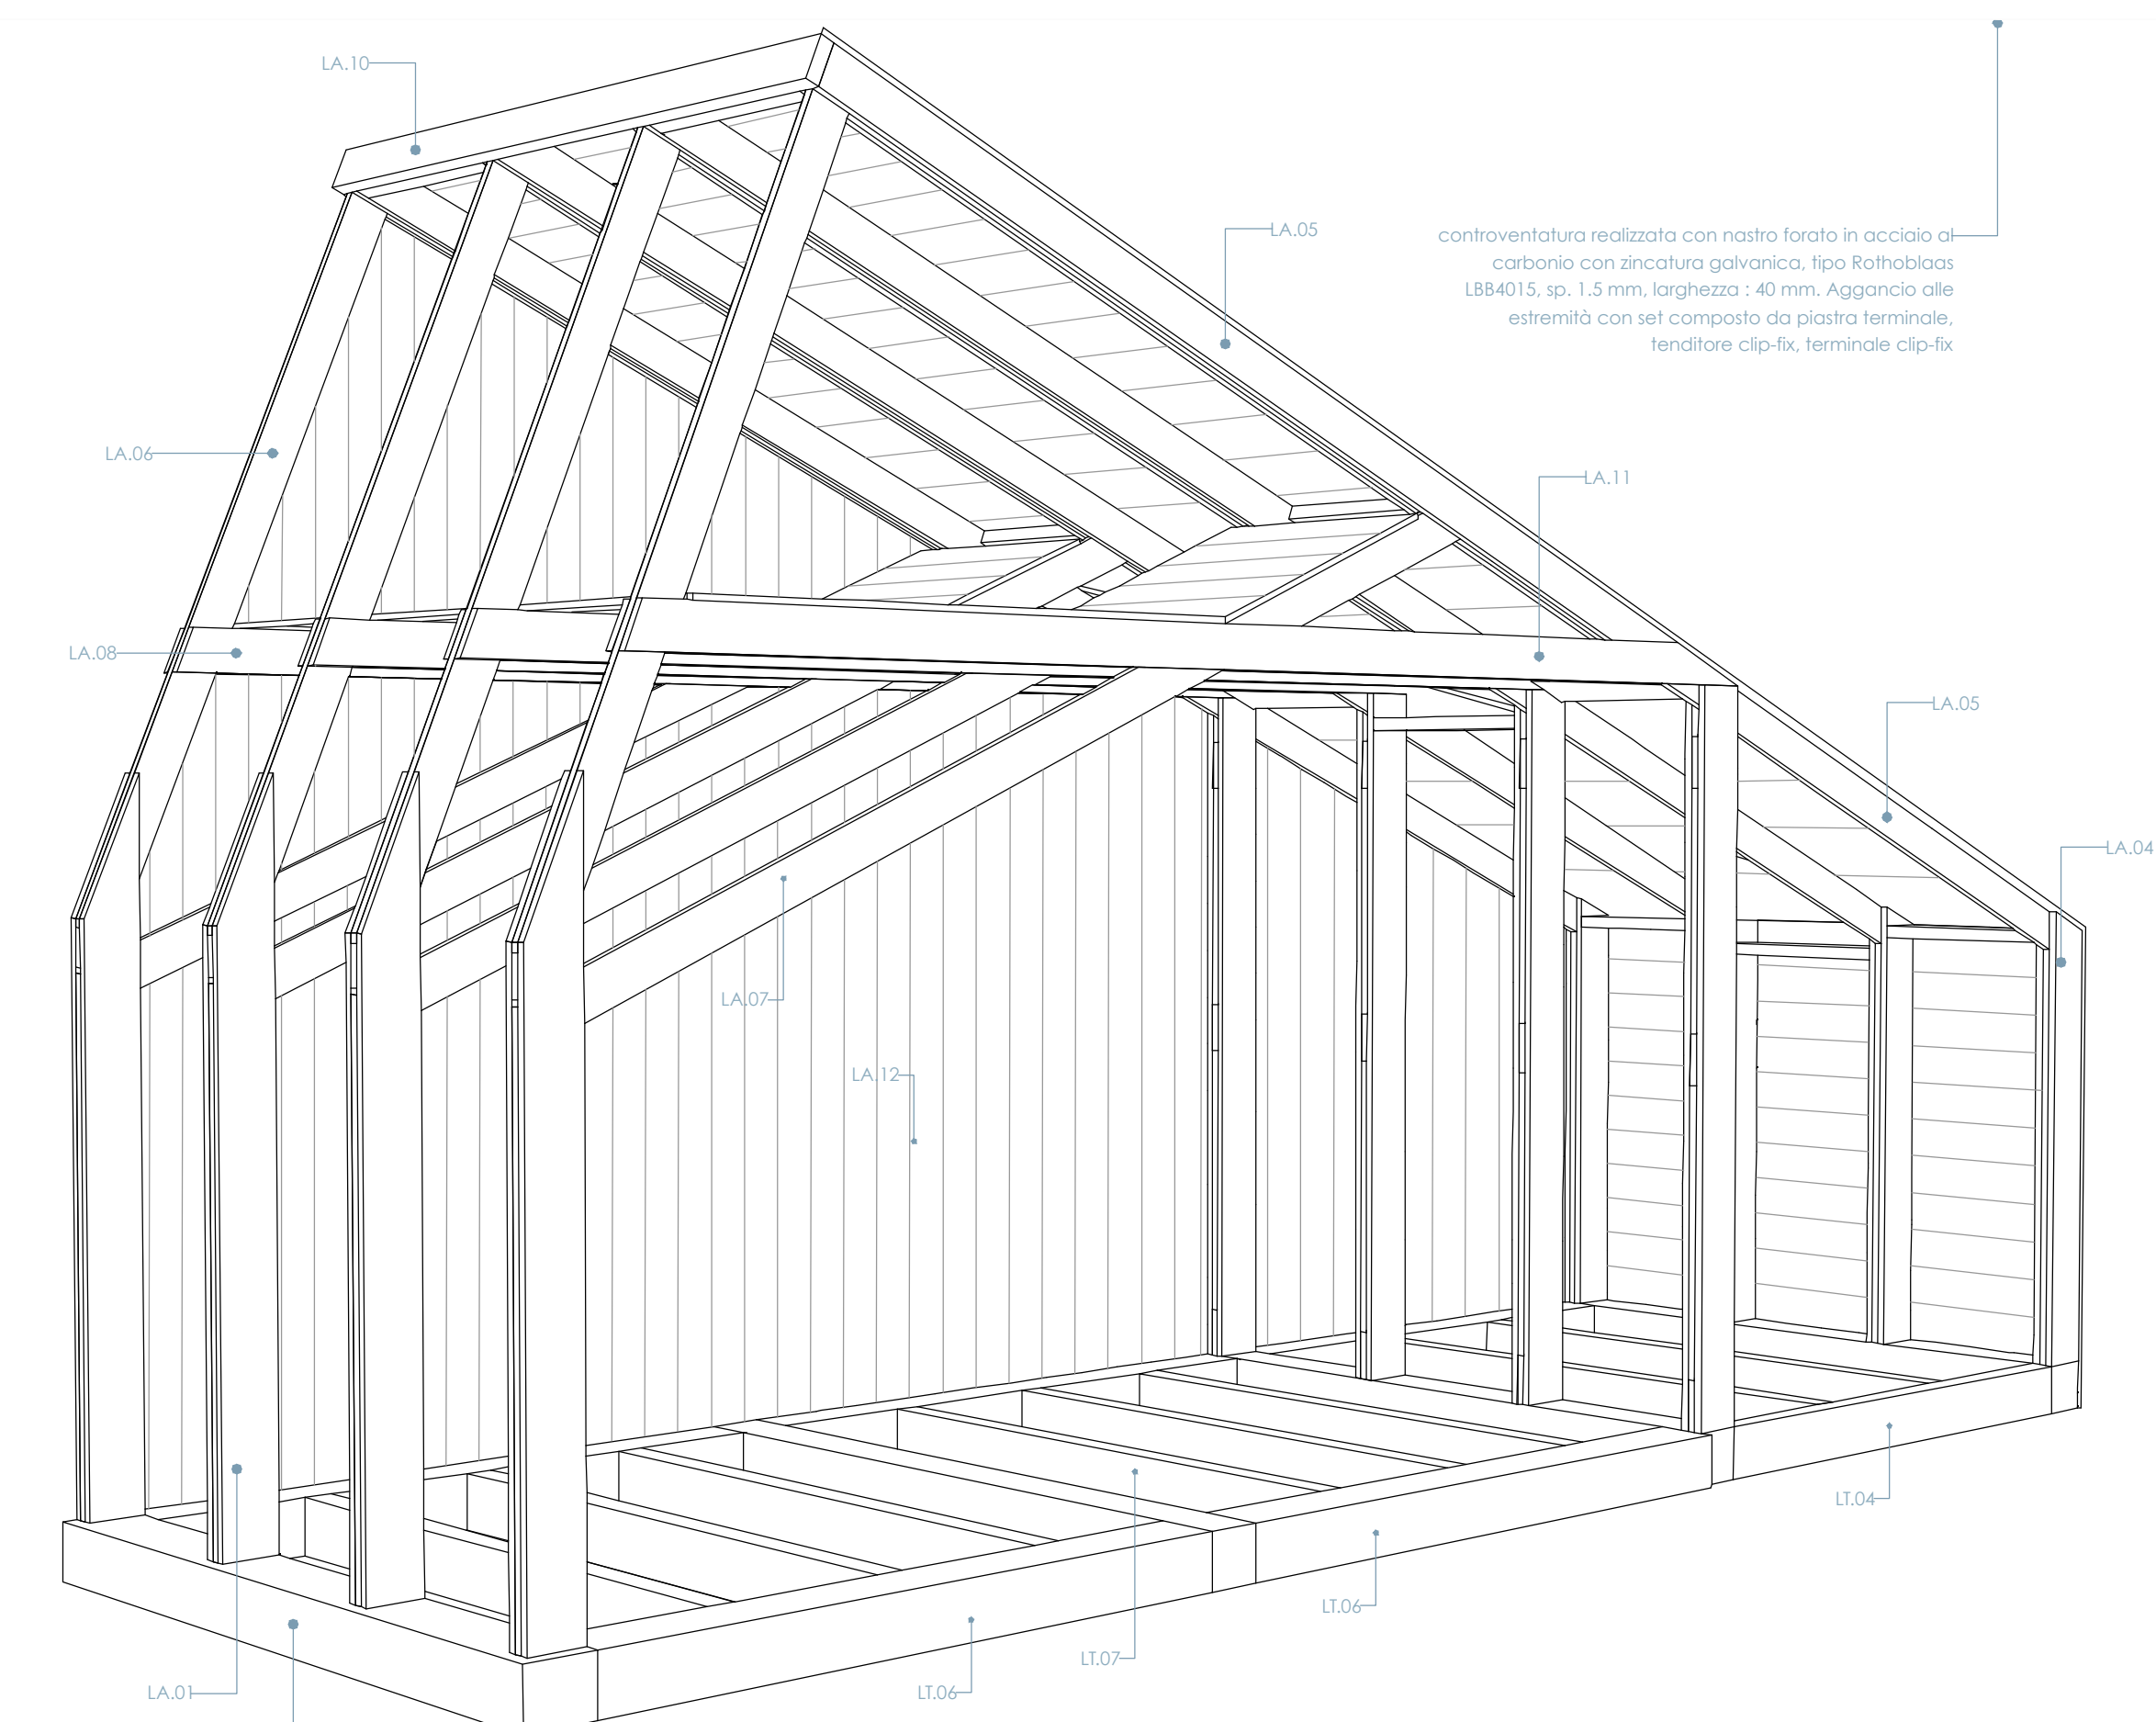 LA.10
LA.05
controventatura realizzata con nastro forato in acciaio al
carbonio con zincatura galvanica, tipo Rothoblaas
LBB4015, sp. 1.5 mm, larghezza : 40 mm. Aggancio alle
estremità con set composto da piastra terminale,
tenditore clip-fix, terminale clip-fix
LA.06
LA.11
LA.08
LA.05
LA.04
LA.07
LA.12
LT.04
LT.06
LT.07
LA.01
LT.06